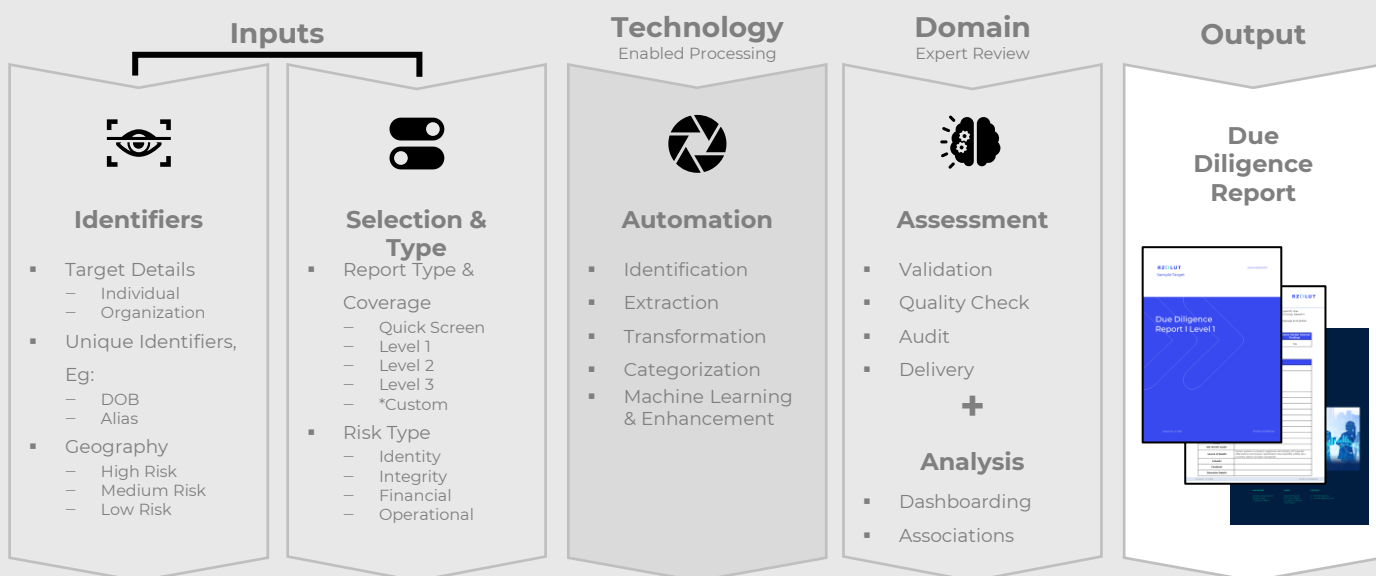 Inputs
Technology
Enabled Processing
Domain
Expert Review
Output
Identifiers
▪ Target Details
– Individual
– Organization
▪ Unique Identifiers,
Eg:
– DOB
– Alias
▪ Geography
– High Risk
– Medium Risk
– Low Risk
Selection &
Type
▪ Report Type &
Coverage
– Quick Screen
– Level 1
– Level 2
– Level 3
– *Custom
▪ Risk Type
– Identity
– Integrity
– Financial
– Operational
Automation
▪ Identification
▪ Extraction
▪ Transformation
▪ Categorization
▪ Machine Learning
& Enhancement
Assessment
▪ Validation
▪ Quality Check
▪ Audit
▪ Delivery
+
Analysis
▪ Dashboarding
▪ Associations
Due
Diligence
Report
Sample Target
Due Diligence
Report I Level 1